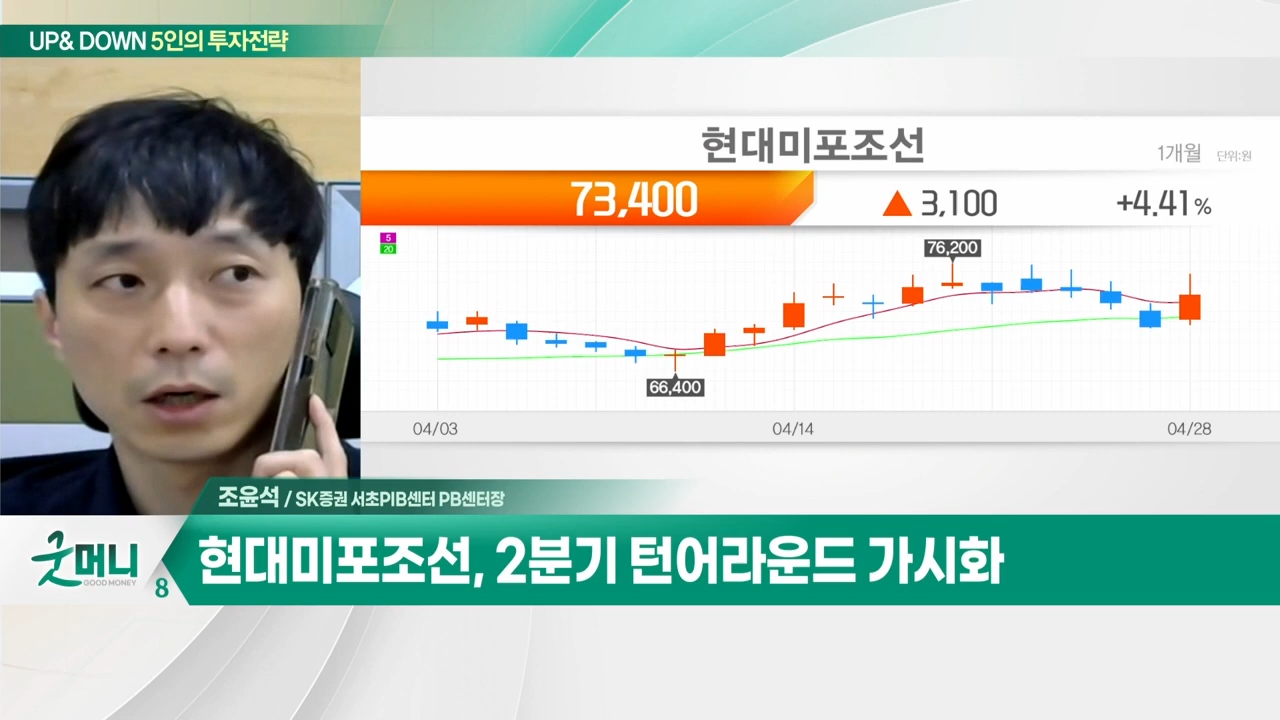 UP& DOWN 5인의 투자전략
현대미포조선
1개월 단위:원
73,400 ▲ 3,100 +4.41%
5
20
76,200
66,400
04/03 04/14 04/28
조윤석 / SK증권 서초PIB센터 PB센터장
굿머니
GOOD MONEY
8
현대미포조선, 2분기 턴어라운드 가시화